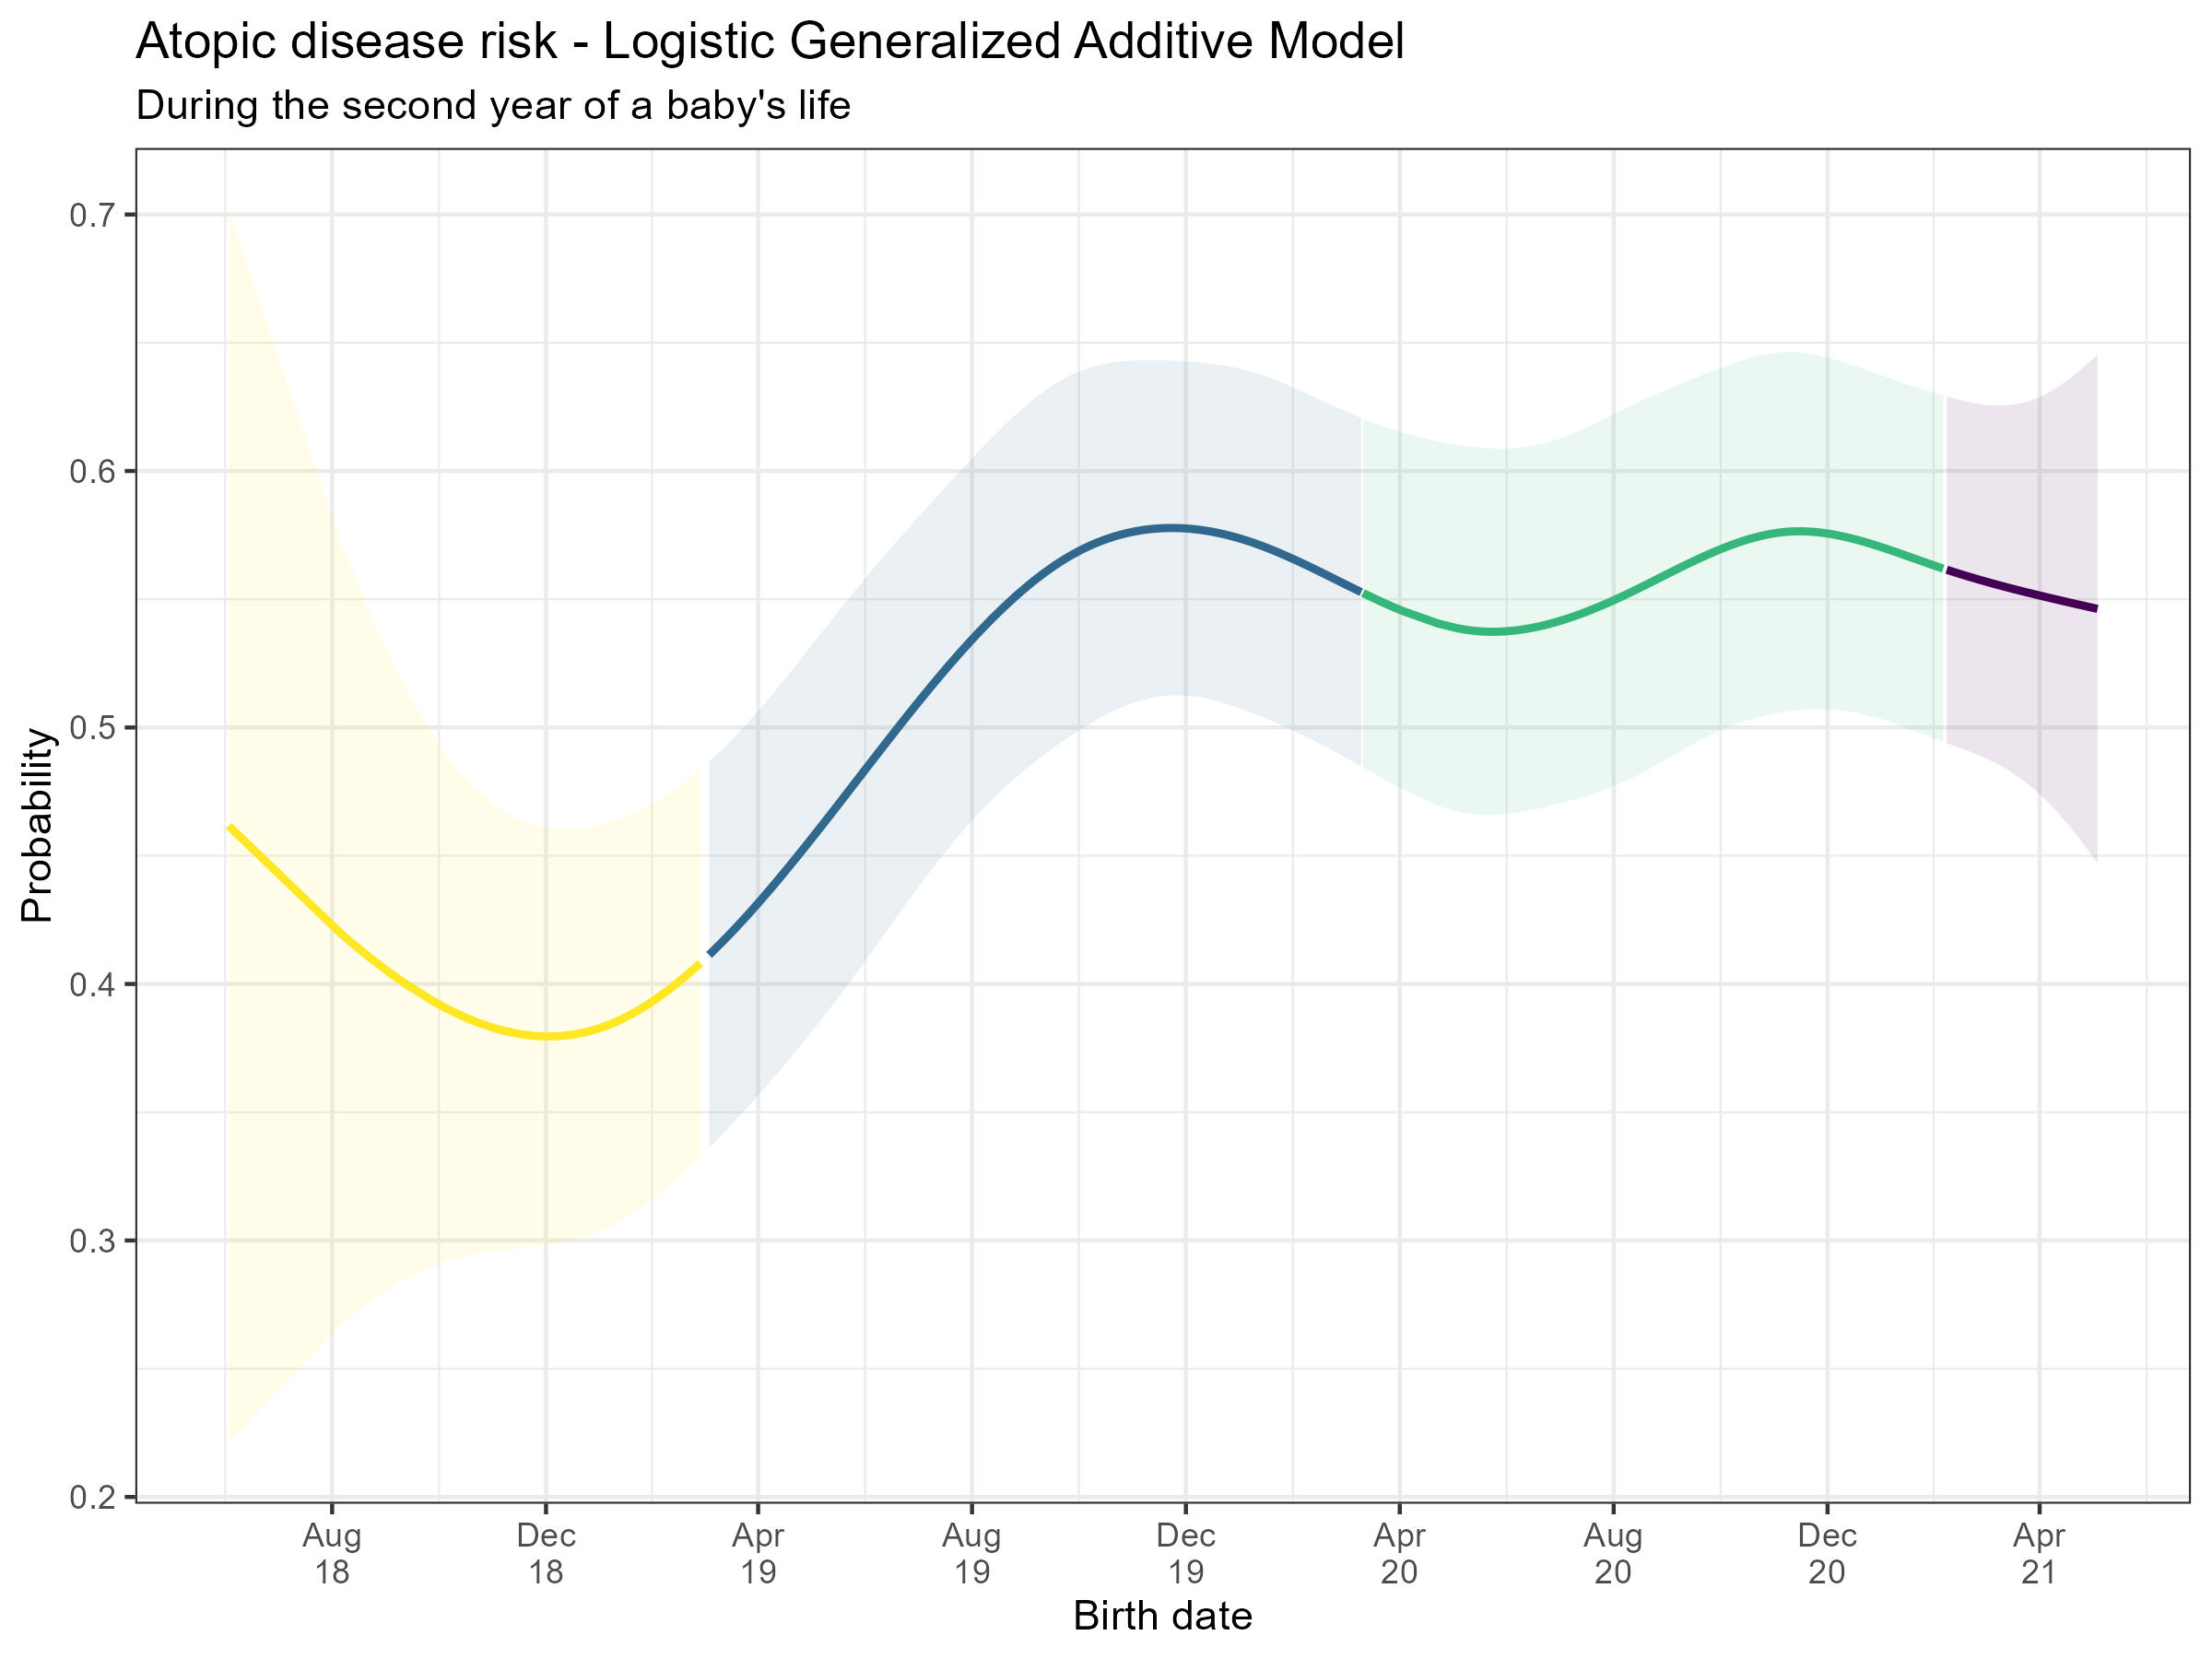 Atopic disease risk - Logistic Generalized Additive Model
During the second year of a baby's life
Probability
0.7
0.6
0.5
0.4
0.3
0.2
Aug Dec Apr Aug Dec Apr Aug Dec Apr
18 18 19 19 19 20 20 20 21
Birth date